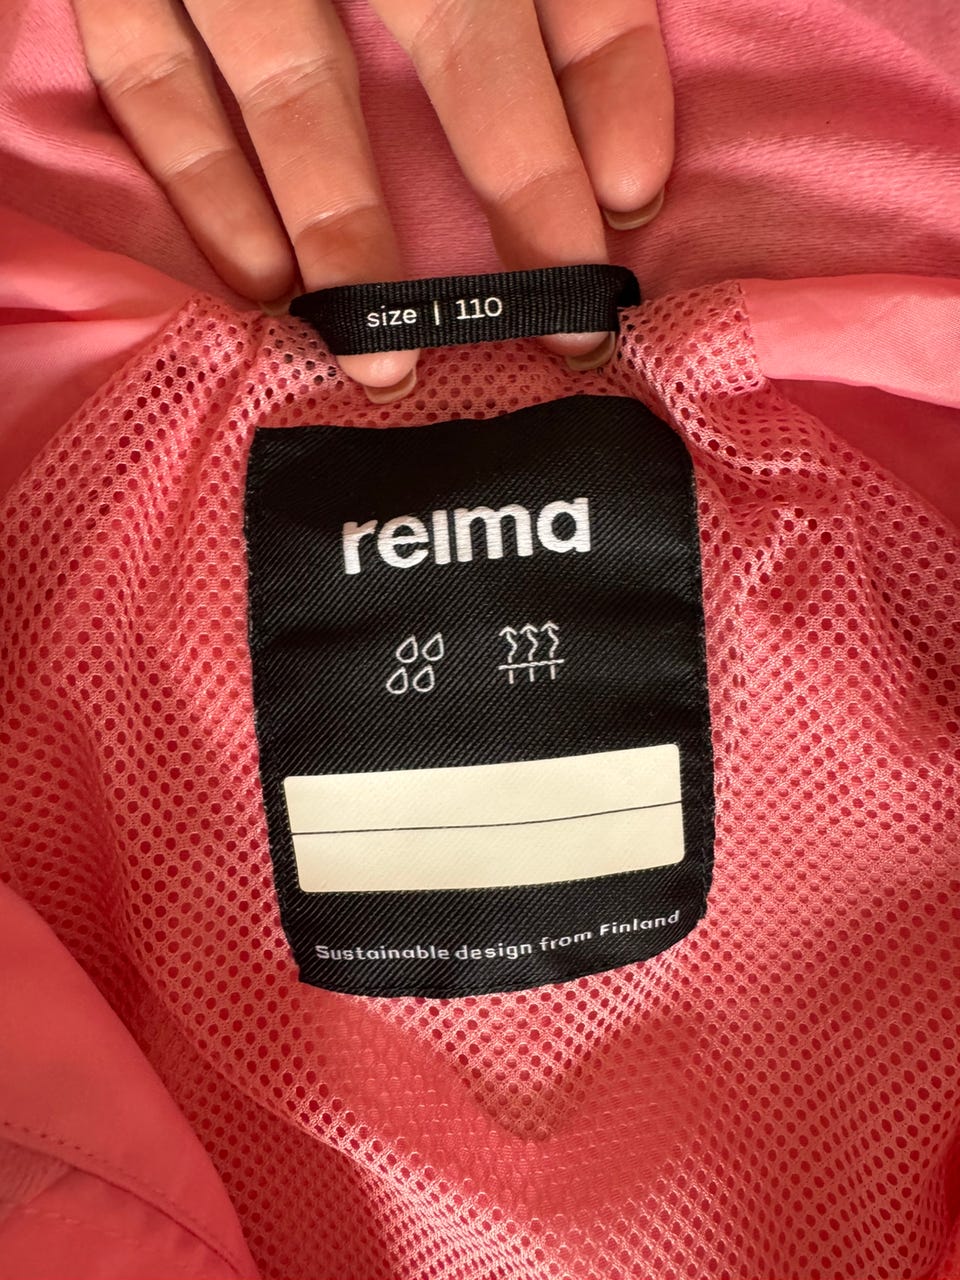 size | 110
reima
Sustainable design from Finland